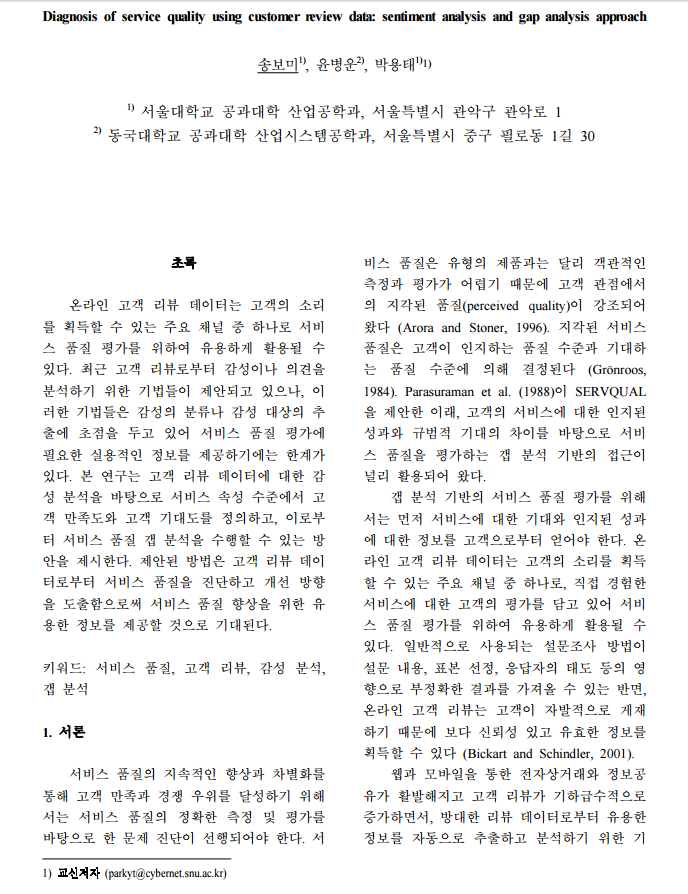 Diagnosis of service quality using customer review data: sentiment analysis and gap analysis approach
송보미1), 윤병운2), 박용태1)1)
1) 서울대학교 공과대학 산업공학과, 서울특별시 관악구 관악로 1
2) 동국대학교 공과대학 산업시스템공학과, 서울특별시 중구 필로동 1길 30
초록
온라인 고객 리뷰 데이터는 고객의 소리
를 획득할 수 있는 주요 채널 중 하나로 서비
스 품질 평가를 위하여 유용하게 활용될 수
있다. 최근 고객 리뷰로부터 감성이나 의견을
분석하기 위한 기법들이 제안되고 있으나, 이
러한 기법들은 감성의 분류나 감성 대상의 추
출에 초점을 두고 있어 서비스 품질 평가에
필요한 실용적인 정보를 제공하기에는 한계가
있다. 본 연구는 고객 리뷰 데이터에 대한 감
성 분석을 바탕으로 서비스 속성 수준에서 고
객 만족도와 고객 기대도를 정의하고, 이로부
터 서비스 품질 갭 분석을 수행할 수 있는 방
안을 제시한다. 제안된 방법은 고객 리뷰 데이
터로부터 서비스 품질을 진단하고 개선 방향
을 도출함으로써 서비스 품질 향상을 위한 유
용한 정보를 제공할 것으로 기대된다.
키워드: 서비스 품질, 고객 리뷰, 감성 분석,
갭 분석
1. 서론
서비스 품질의 지속적인 향상과 차별화를
통해 고객 만족과 경쟁 우위를 달성하기 위해
서는 서비스 품질의 정확한 측정 및 평가를
바탕으로 한 문제 진단이 선행되어야 한다. 서
비스 품질은 유형의 제품과는 달리 객관적인
측정과 평가가 어렵기 때문에 고객 관점에서
의 지각된 품질(perceived quality)이 강조되어
왔다 (Arora and Stoner, 1996). 지각된 서비스
품질은 고객이 인지하는 품질 수준과 기대하
는 품질 수준에 의해 결정된다 (Grönroos,
1984). Parasuraman et al. (1988)이 SERVQUAL
을 제안한 이래, 고객의 서비스에 대한 인지된
성과와 규범적 기대의 차이를 바탕으로 서비
스 품질을 평가하는 갭 분석 기반의 접근이
널리 활용되어 왔다.
갭 분석 기반의 서비스 품질 평가를 위해
서는 먼저 서비스에 대한 기대와 인지된 성과
에 대한 정보를 고객으로부터 얻어야 한다. 온
라인 고객 리뷰 데이터는 고객의 소리를 획득
할 수 있는 주요 채널 중 하나로, 직접 경험한
서비스에 대한 고객의 평가를 담고 있어 서비
스 품질 평가를 위하여 유용하게 활용될 수
있다. 일반적으로 사용되는 설문조사 방법이
설문 내용, 표본 선정, 응답자의 태도 등의 영
향으로 부정확한 결과를 가져올 수 있는 반면,
온라인 고객 리뷰는 고객이 자발적으로 게재
하기 때문에 보다 신뢰성 있고 유효한 정보를
획득할 수 있다 (Bickart and Schindler, 2001).
웹과 모바일을 통한 전자상거래와 정보공
유가 활발해지고 고객 리뷰가 기하급수적으로
증가하면서, 방대한 리뷰 데이터로부터 유용한
정보를 자동으로 추출하고 분석하기 위한 기
1) 교신저자 (parkyt@cybernet.snu.ac.kr)